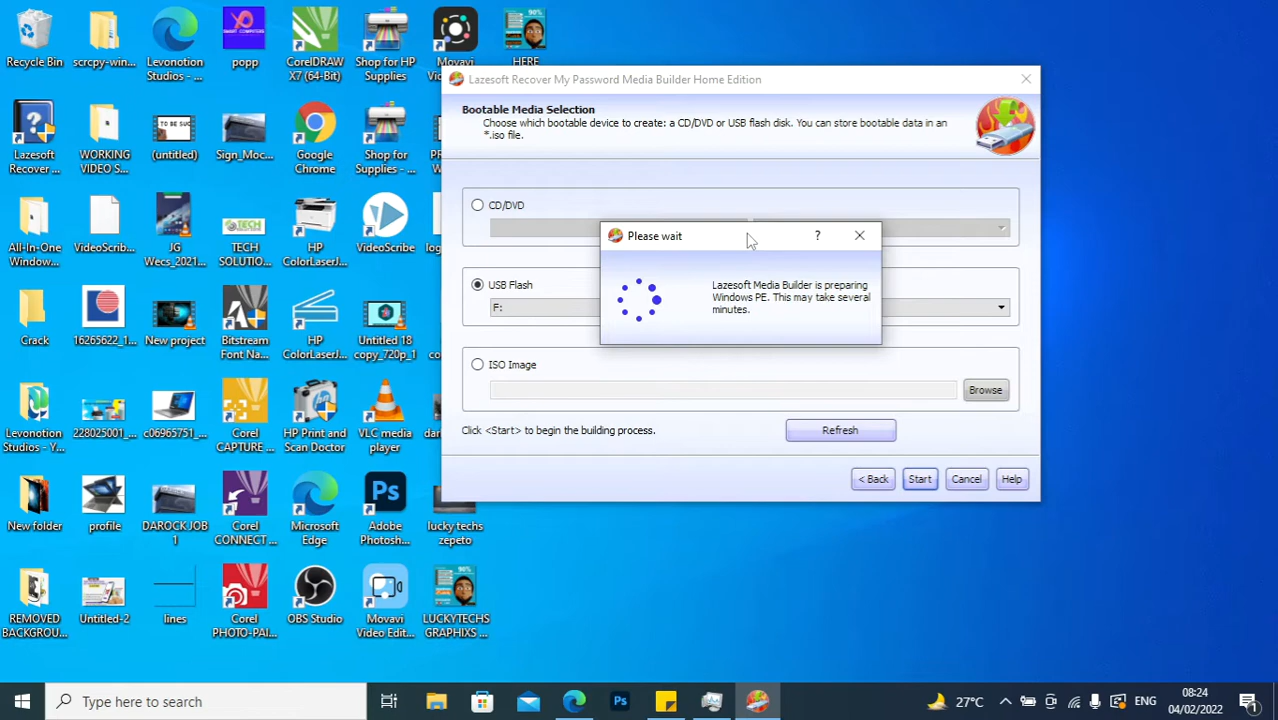 Recycle Bin
scrcpy-win...
Levonotion
Studios - ...
popp
CorelDRAW
X7 (64-Bit)
Shop for HP
Supplies
Movavi
HERE
Lazesoft
Recover ...
WORKING
VIDEO S...
TO BE SUC
(untitled)
Sign_Moc...
Google
Chrome
Shop for
Supplies - ...
All-In-One
Window...
VideoScrib...
JG
Wecs_2021...
TECH
SOLUTIO...
HP
ColorLaserJ...
VideoScribe
Crack
16265622_1...
New project
Bitstream
Font Na...
HP
ColorLaserJ...
Untitled 18
copy_720p_1
Levonotion
Studios - Y...
228025001_...
c06965751_...
Corel
CAPTURE ...
HP Print and
Scan Doctor
VLC media
player
New folder
profile
DAROCK JOB
1
Corel
CONNECT ...
Microsoft
Edge
Ps
Adobe
Photosh...
lucky techs
zepeto
REMOVED
BACKGROU...
Untitled-2
lines
Corel
PHOTO-PAI...
OBS Studio
Movavi
Video Edit...
LUCKYTECHS
GRAPHIXS ...
Lazesoft Recover My Password Media Builder Home Edition
Bootable Media Selection
Choose which bootable device to create: a CD/DVD or USB flash disk. You can store bootable data in an
*.iso file.
CD/DVD
Please wait
?
Lazesoft Media Builder is preparing
Windows PE. This may take several
minutes.
USB Flash
F:
ISO Image
Browse
Click <Start> to begin the building process.
Refresh
< Back
Start
Cancel
Help
Type here to search
Ps
27°C
ENG
08:24
04/02/2022
1